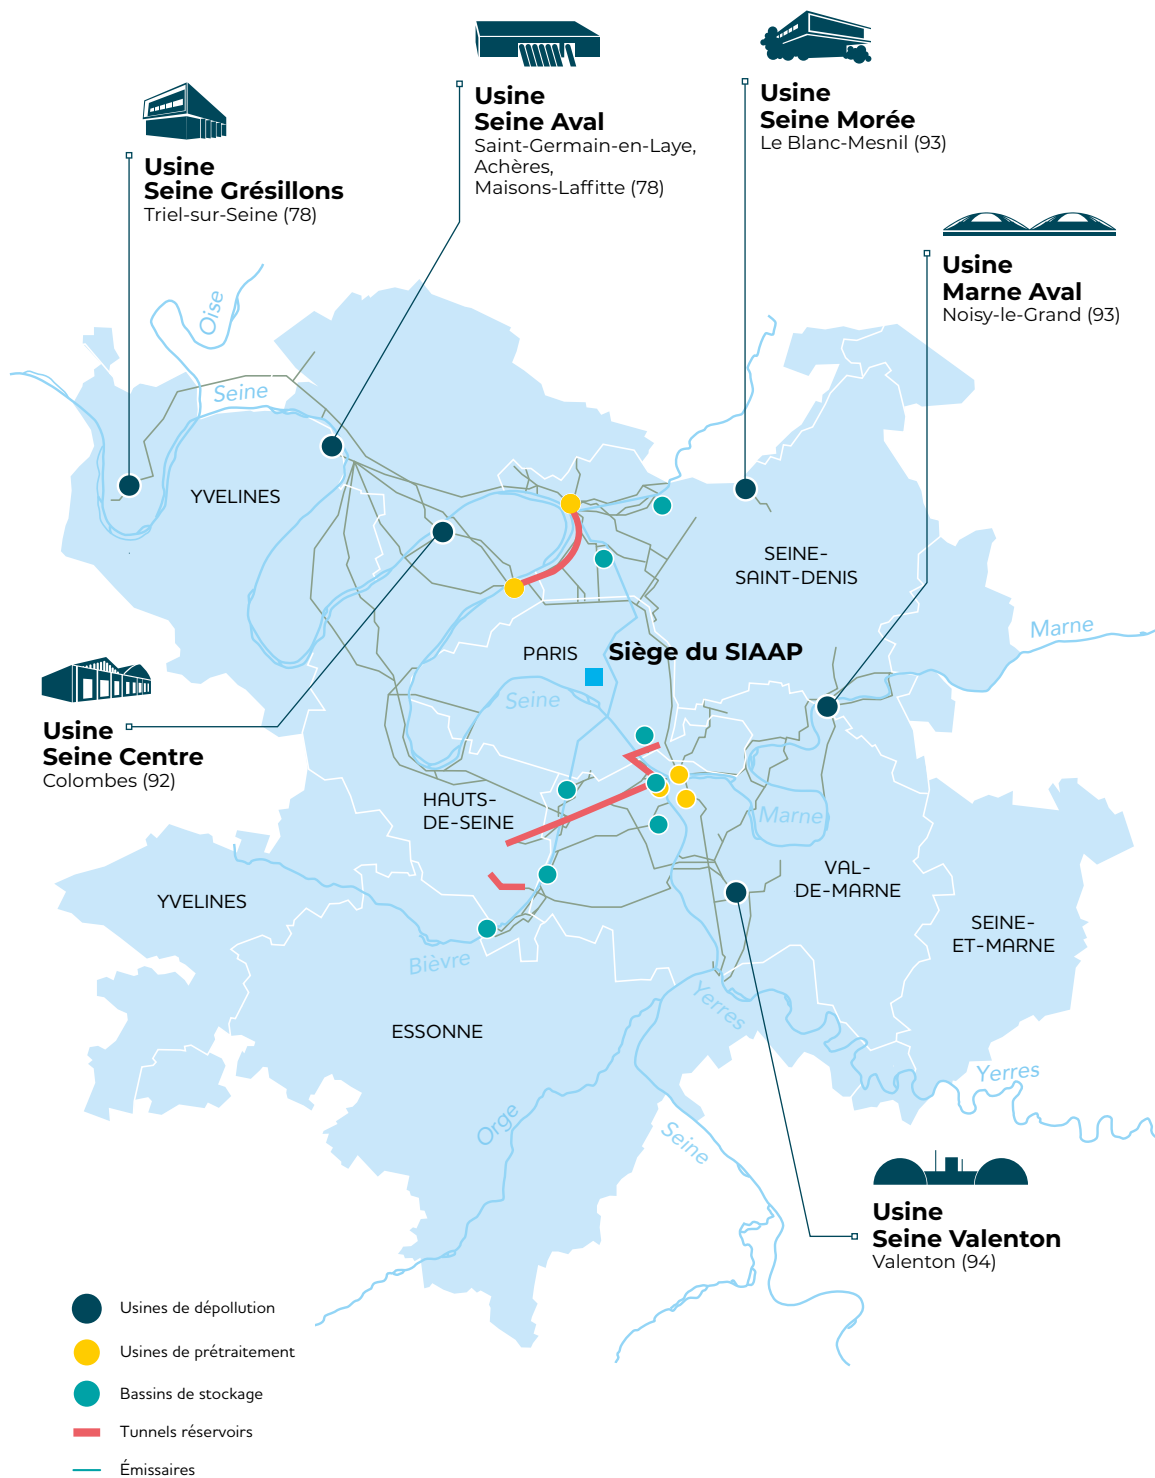 Usine
Seine Aval
Saint-Germain-en-Laye,
Achères,
Maisons-Laffitte (78)
Usine
Seine Morée
Le Blanc-Mesnil (93)
Usine
Seine Grésillons
Triel-sur-Seine (78)
Usine
Marne Aval
Noisy-le-Grand (93)
Oise
Seine
YVELINES
SEINE-
SAINT-DENIS
Marne
PARIS
Siège du SIAAP
Seine
Usine
Seine Centre
Colombes (92)
HAUTS-
DE-SEINE
Marne
VAL-
DE-MARNE
YVELINES
SEINE-
ET-MARNE
Bièvre
Yerres
ESSONNE
Yerres
Orge
Seine
Usine
Seine Valenton
Valenton (94)
Usines de dépollution
Usines de prétraitement
Bassins de stockage
Tunnels réservoirs
Émissaires